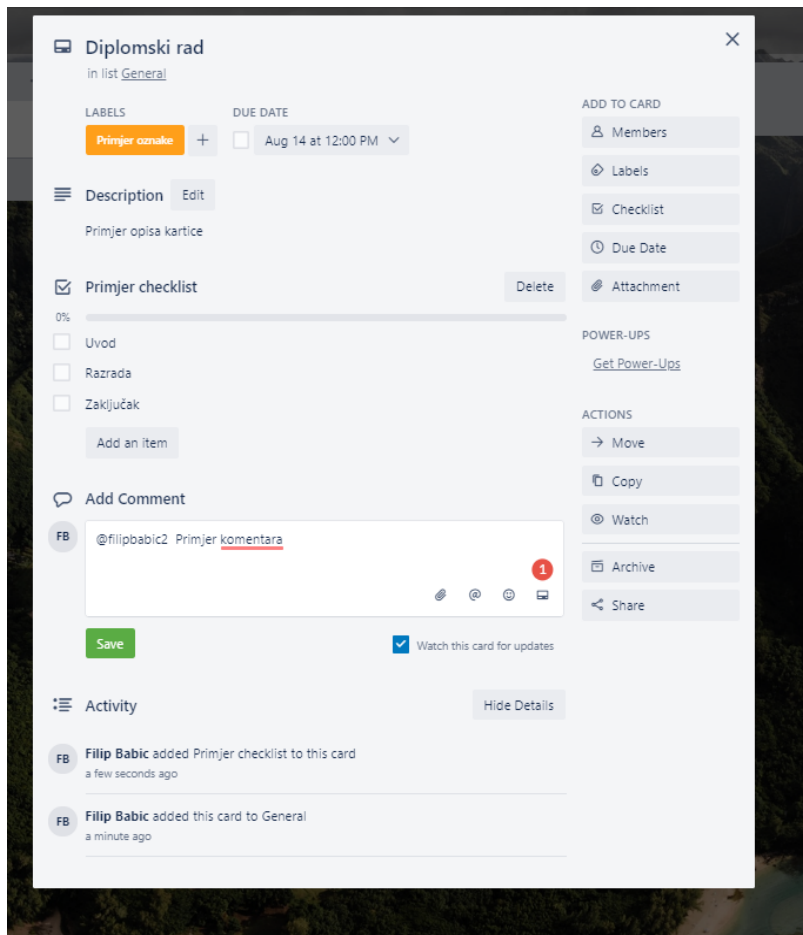 Diplomski rad
in list General
LABELS
DUE DATE
Primjer oznake
+
Aug 14 at 12:00 PM
Description
Edit
Primjer opisa kartice
Primjer checklist
Delete
0%
Uvod
Razrada
Zaključak
Add an item
Add Comment
FB
@filipbabic2 Primjer komentara
1
@
Save
Watch this card for updates
Activity
Hide Details
FB
Filip Babic added Primjer checklist to this card
a few seconds ago
FB
Filip Babic added this card to General
a minute ago
ADD TO CARD
Members
Labels
Checklist
Due Date
Attachment
POWER-UPS
Get Power-Ups
ACTIONS
Move
Copy
Watch
Archive
Share